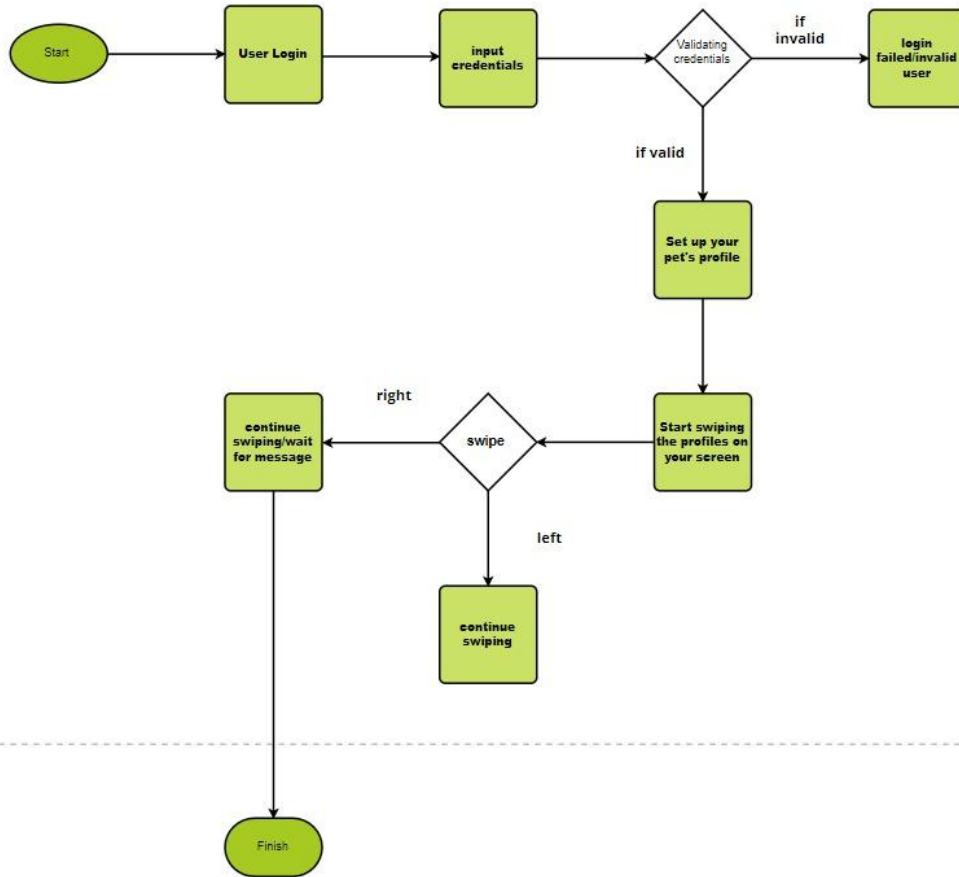 Start
User Login
input
credentials
Validating
credentials
if
invalid
login
failed/invalid
user
if valid
Set up your
pet's profile
Start swiping
the profiles on
your screen
swipe
right
continue
swiping/wait
for message
left
continue
swiping
Finish